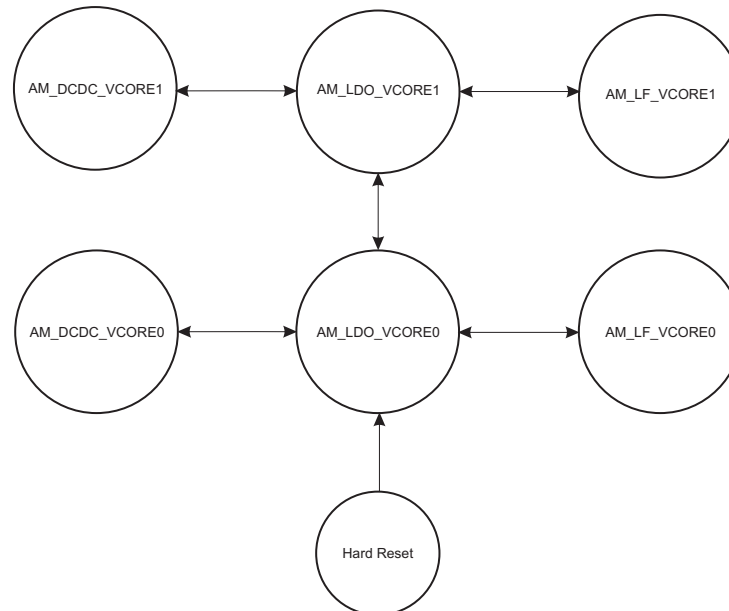 AM_DCDC_VCORE1
AM_LDO_VCORE1
AM_LF_VCORE1
AM_DCDC_VCORE0
AM_LDO_VCORE0
AM_LF_VCORE0
Hard Reset